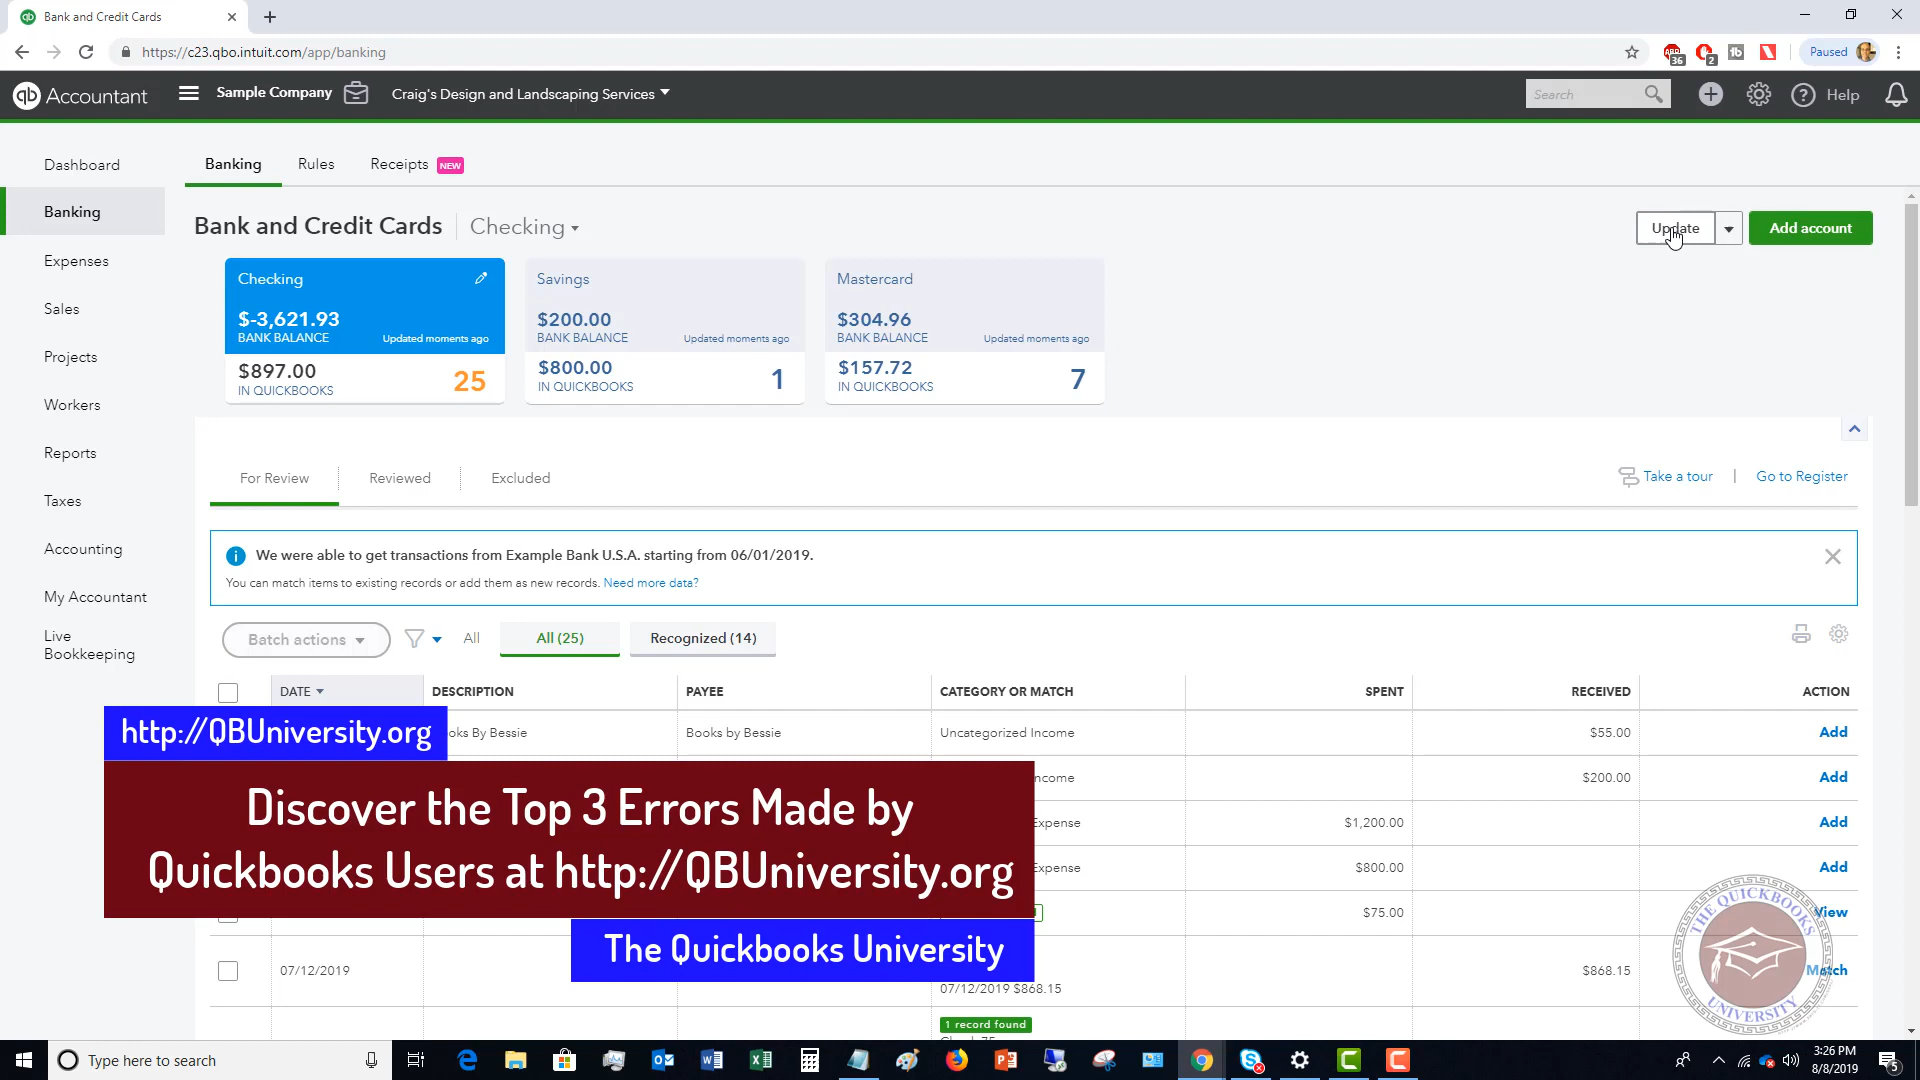 Bank and Credit Cards
https://c23.qbo.intuit.com/app/banking
36
2
Paused
qb Accountant
Sample Company
Craig's Design and Landscaping Services
Search
Help
Dashboard
Banking
Expenses
Sales
Projects
Workers
Reports
Taxes
Accounting
My Accountant
Live
Bookkeeping
Banking
Rules
Receipts NEW
Bank and Credit Cards
Checking
Update
Add account
Checking
$-3,621.93
BANK BALANCE
Updated moments ago
$897.00
IN QUICKBOOKS
25
Savings
$200.00
BANK BALANCE
Updated moments ago
$800.00
IN QUICKBOOKS
1
Mastercard
$304.96
BANK BALANCE
Updated moments ago
$157.72
IN QUICKBOOKS
7
For Review
Reviewed
Excluded
Take a tour
Go to Register
We were able to get transactions from Example Bank U.S.A. starting from 06/01/2019.
You can match items to existing records or add them as new records. Need more data?
Batch actions
All
All (25)
Recognized (14)
DATE DESCRIPTION PAYEE CATEGORY OR MATCH SPENT RECEIVED ACTION
ooks By Bessie Books by Bessie Uncategorized Income $55.00 Add
ncome $200.00 Add
Expense $1,200.00 Add
Expense $800.00 Add
$75.00 View
07/12/2019 $868.15 Match
07/12/2019 $868.15
1 record found
http://QBUniversity.org
Discover the Top 3 Errors Made by
Quickbooks Users at http://QBUniversity.org
The Quickbooks University
THE QUICKBOOKS
UNIVERSITY
Type here to search
3:26 PM
8/8/2019
5